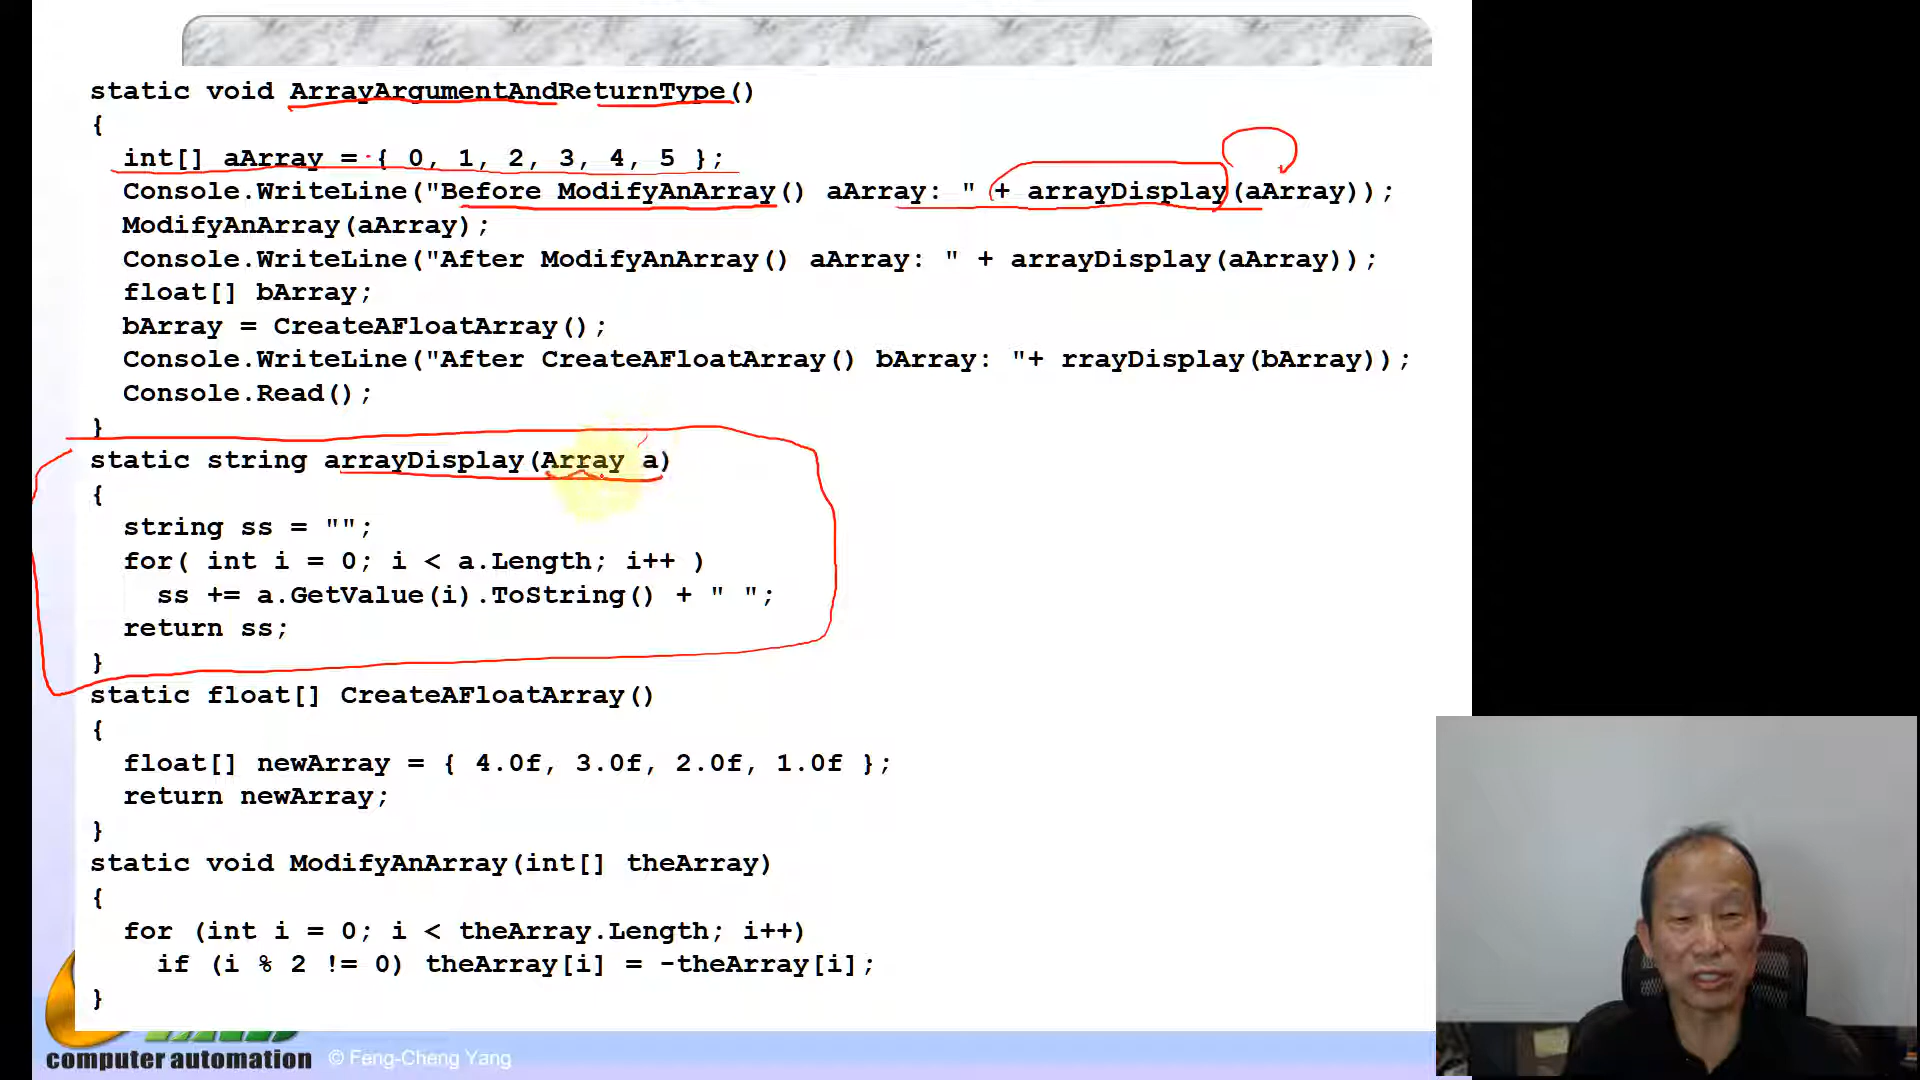 static void ArrayArgumentAndReturnType()
{
int[] aArray = { 0, 1, 2, 3, 4, 5 };
Console.WriteLine("Before ModifyAnArray() aArray: " + arrayDisplay(aArray));
ModifyAnArray(aArray);
Console.WriteLine("After ModifyAnArray() aArray: " + arrayDisplay(aArray));
float[] bArray;
bArray = CreateAFloatArray();
Console.WriteLine("After CreateAFloatArray() bArray: "+ rrayDisplay(bArray));
Console.Read();
}
static string arrayDisplay(Array a)
{
string ss = "";
for( int i = 0; i < a.Length; i++ )
ss += a.GetValue(i).ToString() + " ";
return ss;
}
static float[] CreateAFloatArray()
{
float[] newArray = { 4.0f, 3.0f, 2.0f, 1.0f };
return newArray;
}
static void ModifyAnArray(int[] theArray)
{
for (int i = 0; i < theArray.Length; i++)
if (i % 2 != 0) theArray[i] = -theArray[i];
}
computer automation
© Feng-Cheng Yang